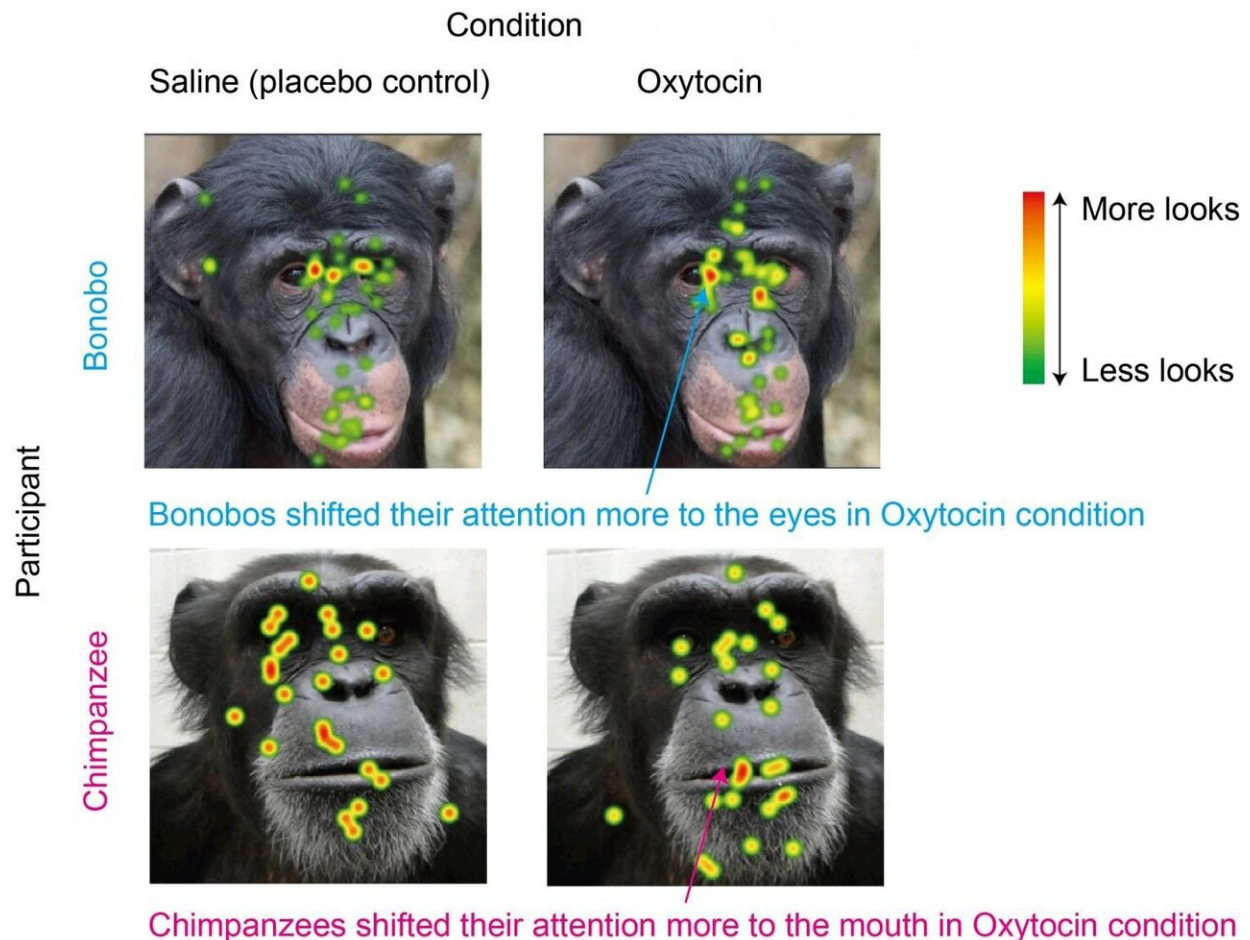 Condition
Saline (placebo control)
Oxytocin
More looks
Less looks
Bonobo
Bonobos shifted their attention more to the eyes in Oxytocin condition
Participant
Chimpanzee
Chimpanzees shifted their attention more to the mouth in Oxytocin condition